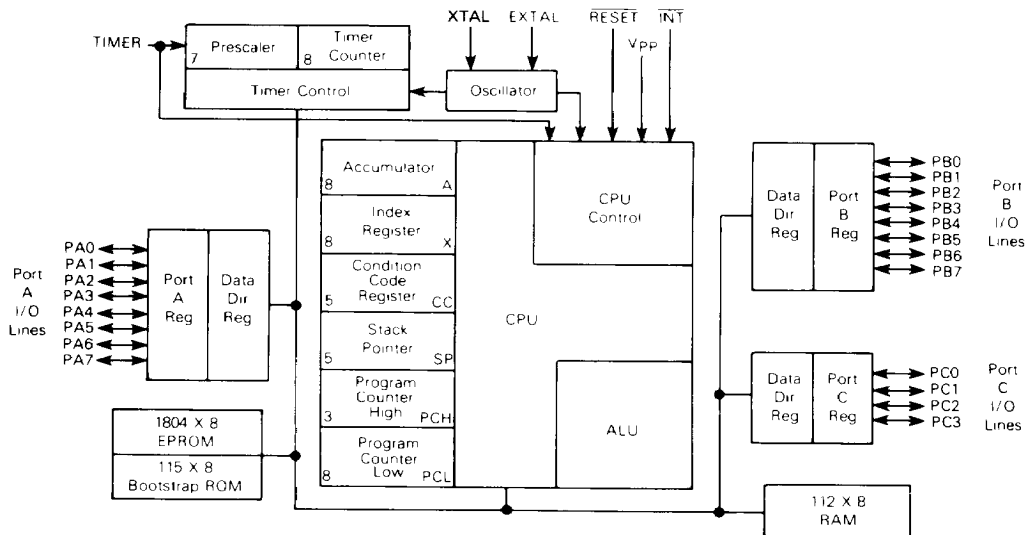 XTAL EXTAL RESET INT
VPP
TIMER
Prescaler
7
Timer
Counter
8
Timer Control
Oscillator
Accumulator
8 A
Index
Register
8 X
Condition
Code
Register
5 CC
Stack
Pointer
5 SP
Program
Counter
High
3 PCH
Program
Counter
Low
8 PCL
CPU
CPU
Control
ALU
Port
A
I/O
Lines
PA0
PA1
PA2
PA3
PA4
PA5
PA6
PA7
Port
A
Reg
Data
Dir
Reg
1804 X 8
EPROM
115 X 8
Bootstrap ROM
Data
Dir
Reg
Port
B
Reg
PB0
PB1
PB2
PB3
PB4
PB5
PB6
PB7
Port
B
I/O
Lines
Data
Dir
Reg
Port
C
Reg
PC0
PC1
PC2
PC3
Port
C
I/O
Lines
112 X 8
RAM